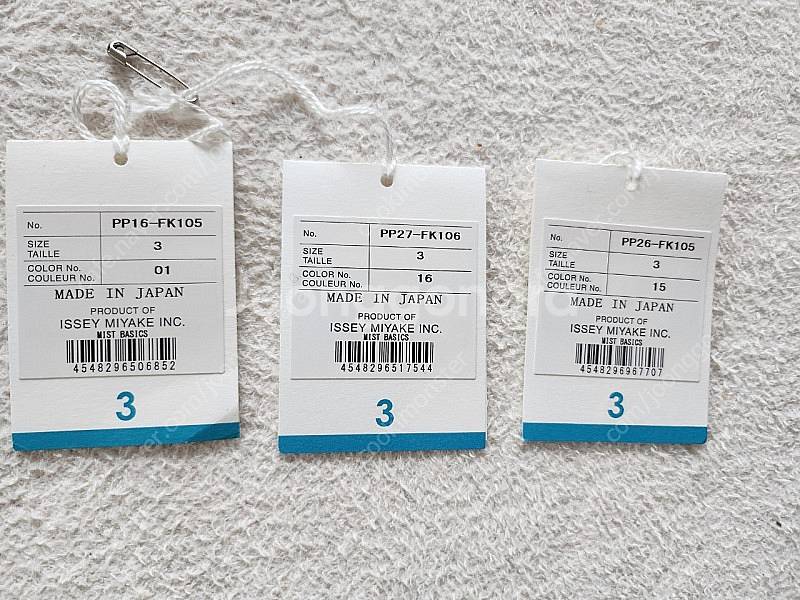 No. PP16-FK105
SIZE
TAILLE 3
COLOR No.
COULEUR No. 01
MADE IN JAPAN
PRODUCT OF
ISSEY MIYAKE INC.
MIST BASICS
4548296506852
3
No. PP27-FK106
SIZE
TAILLE 3
COLOR No.
COULEUR No. 16
MADE IN JAPAN
PRODUCT OF
ISSEY MIYAKE INC.
MIST BASICS
4548296517544
3
No. PP26-FK105
SIZE
TAILLE 3
COLOR No.
COULEUR No. 15
MADE IN JAPAN
PRODUCT OF
ISSEY MIYAKE INC.
MIST BASICS
4548296967707
3